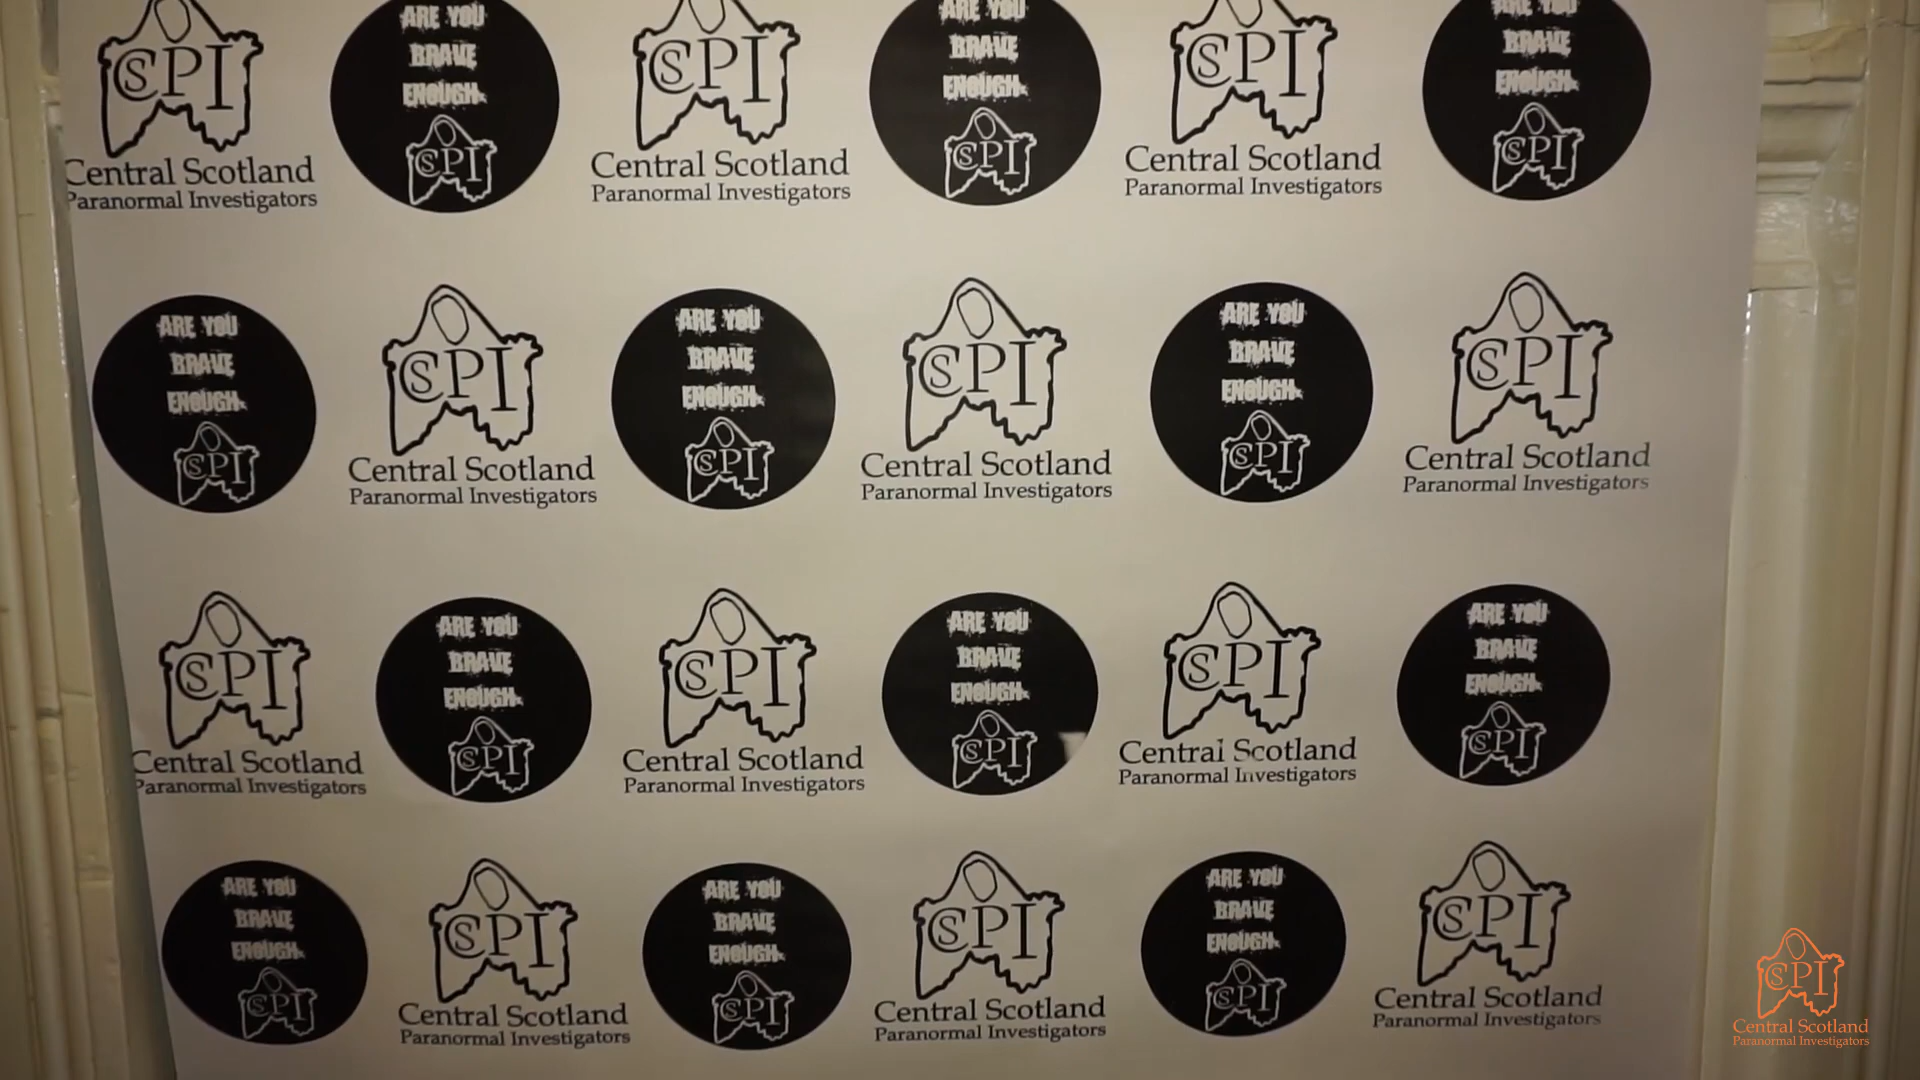 CSPI
Central Scotland
Paranormal Investigators
ARE YOU
BRAVE
ENOUGH
CSPI
CSPI
Central Scotland
Paranormal Investigators
ARE YOU
BRAVE
ENOUGH
CSPI
CSPI
Central Scotland
Paranormal Investigators
ARE YOU
BRAVE
ENOUGH
CSPI
ARE YOU
BRAVE
ENOUGH
CSPI
CSPI
Central Scotland
Paranormal Investigators
ARE YOU
BRAVE
ENOUGH
CSPI
CSPI
Central Scotland
Paranormal Investigators
ARE YOU
BRAVE
ENOUGH
CSPI
CSPI
Central Scotland
Paranormal Investigators
CSPI
Central Scotland
Paranormal Investigators
ARE YOU
BRAVE
ENOUGH
CSPI
CSPI
Central Scotland
Paranormal Investigators
ARE YOU
BRAVE
ENOUGH
CSPI
CSPI
Central Scotland
Paranormal Investigators
ARE YOU
BRAVE
ENOUGH
CSPI
ARE YOU
BRAVE
ENOUGH
CSPI
CSPI
Central Scotland
Paranormal Investigators
ARE YOU
BRAVE
ENOUGH
CSPI
CSPI
Central Scotland
Paranormal Investigators
ARE YOU
BRAVE
ENOUGH
CSPI
CSPI
Central Scotland
Paranormal Investigators
CSPI
Central Scotland
Paranormal Investigators